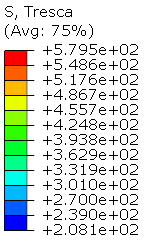 S, Tresca
(Avg: 75%)
+5.795e+02
+5.486e+02
+5.176e+02
+4.867e+02
+4.557e+02
+4.248e+02
+3.938e+02
+3.629e+02
+3.319e+02
+3.010e+02
+2.700e+02
+2.390e+02
+2.081e+02